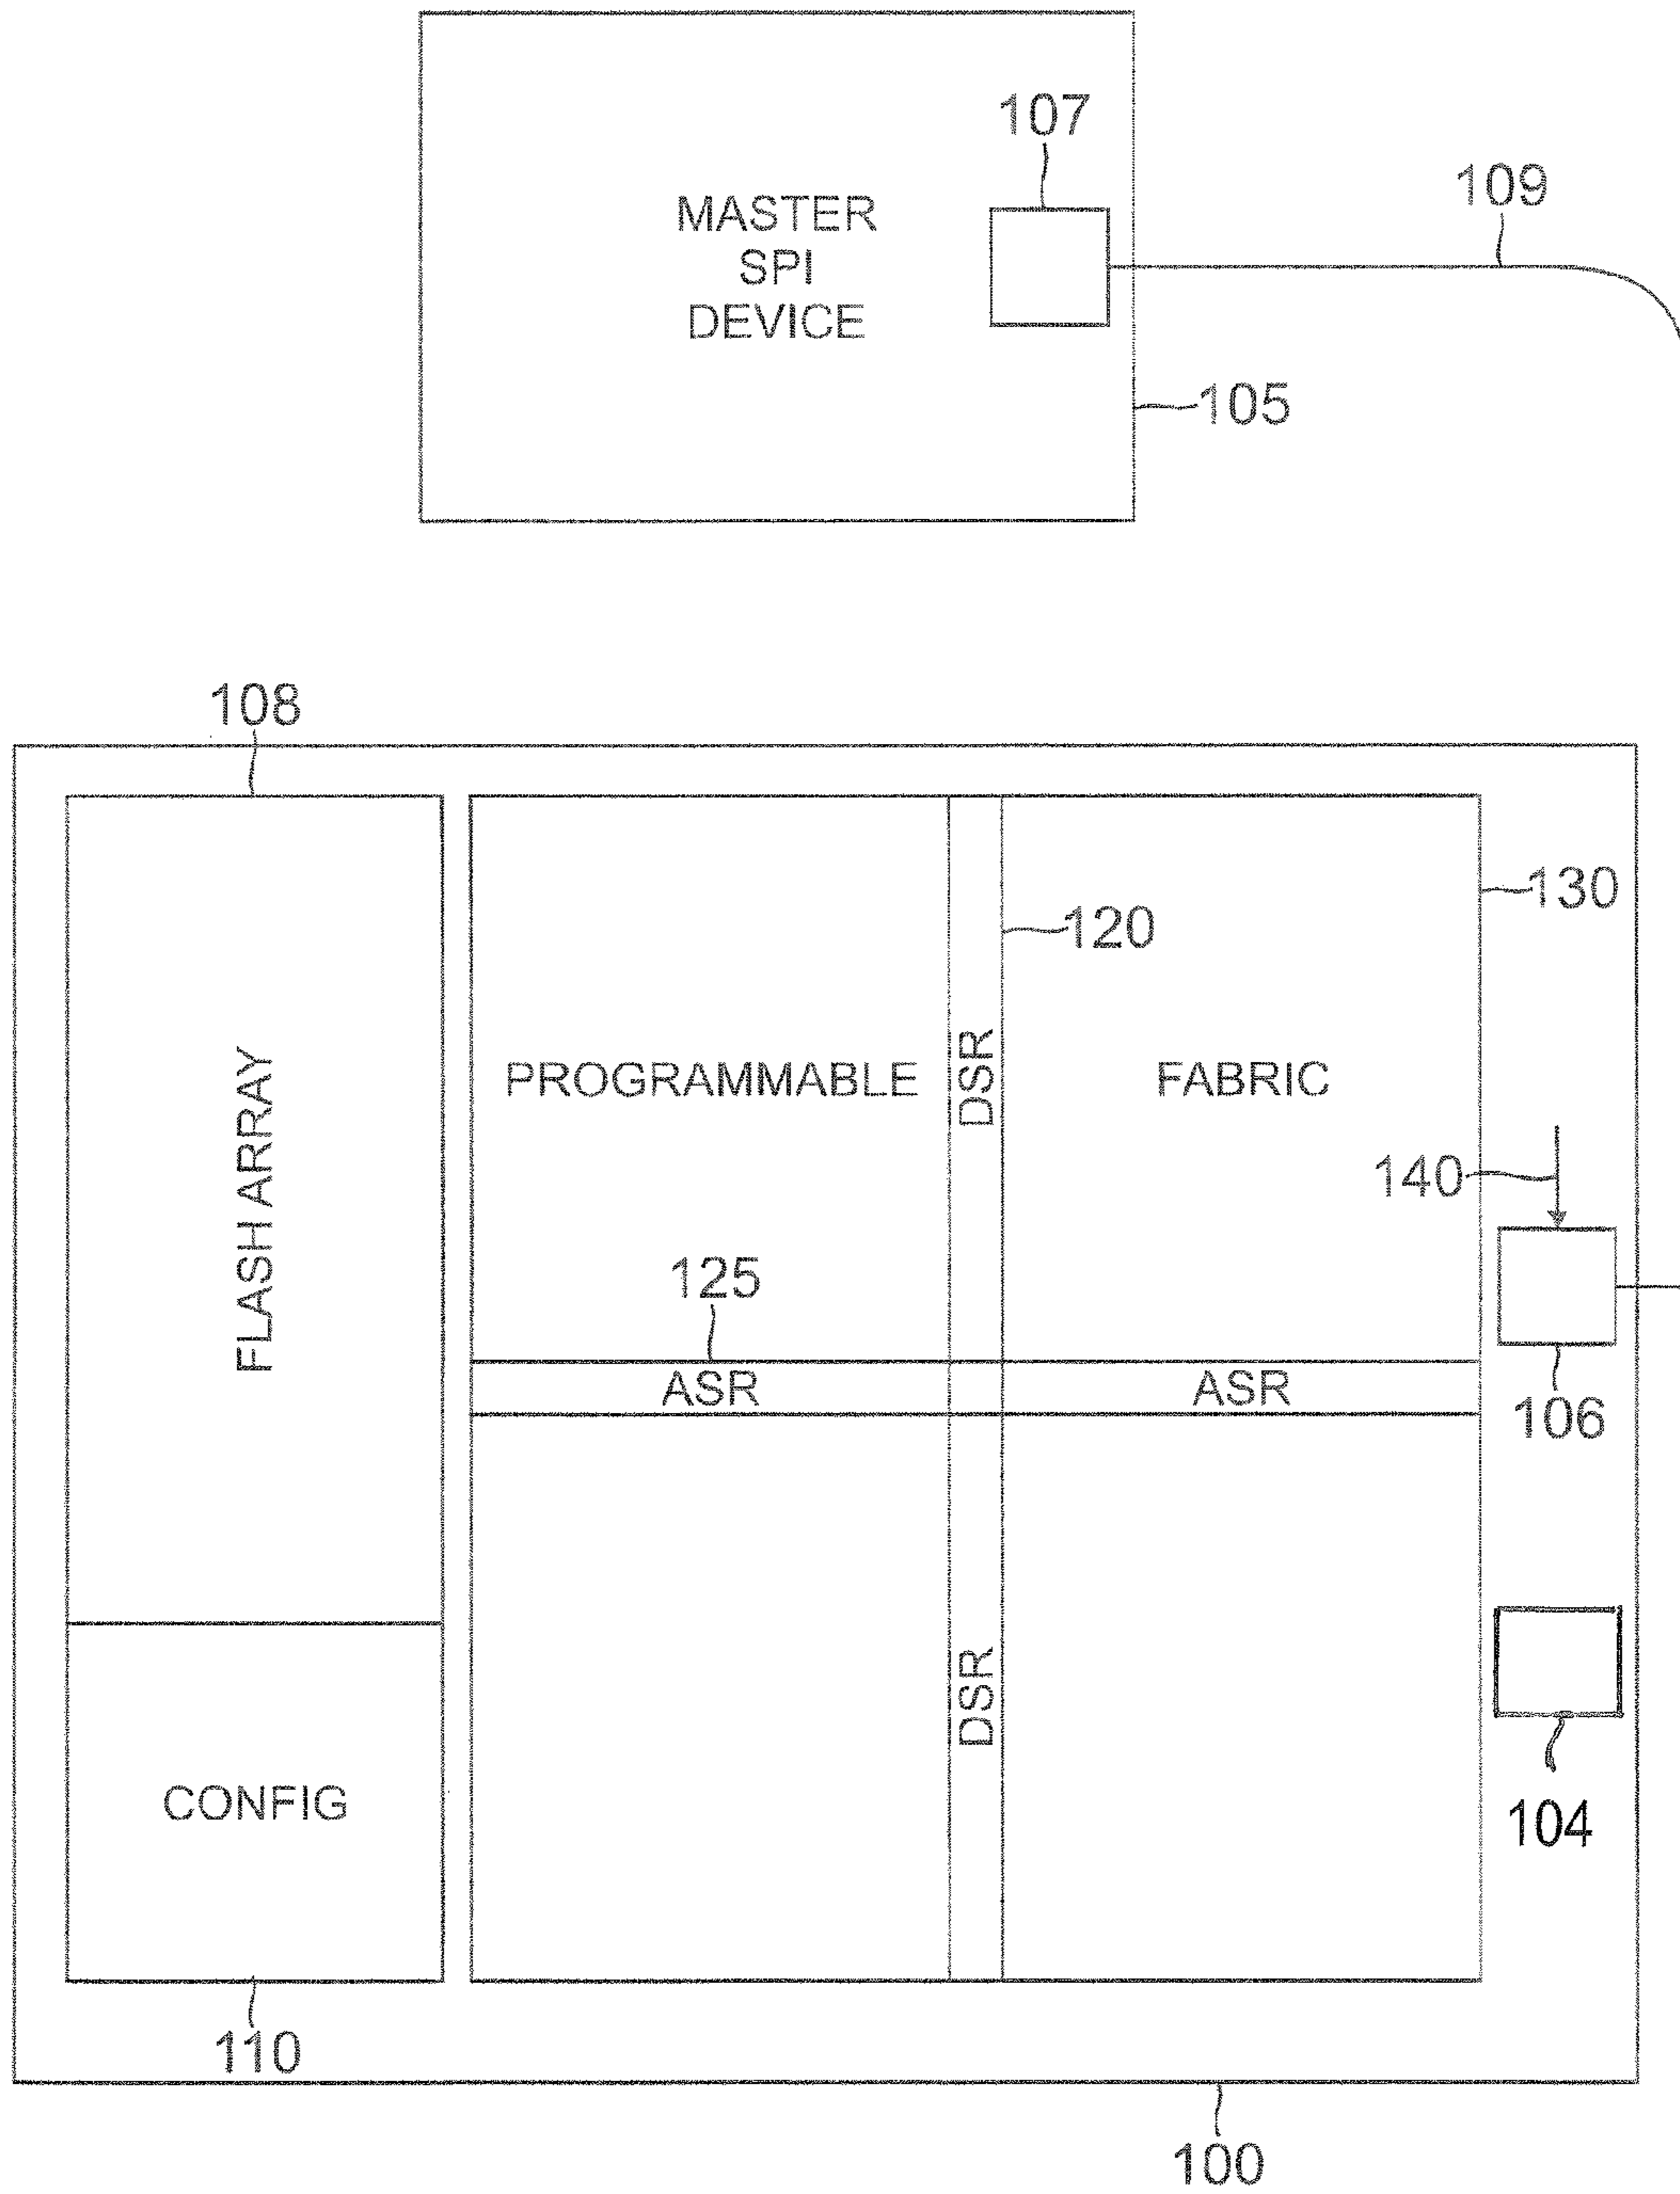 107
109
MASTER
SPI
DEVICE
105
108
130
120
FLASH ARRAY
PROGRAMMABLE
DSR
FABRIC
140
125
ASR
ASR
106
DSR
CONFIG
104
110
100